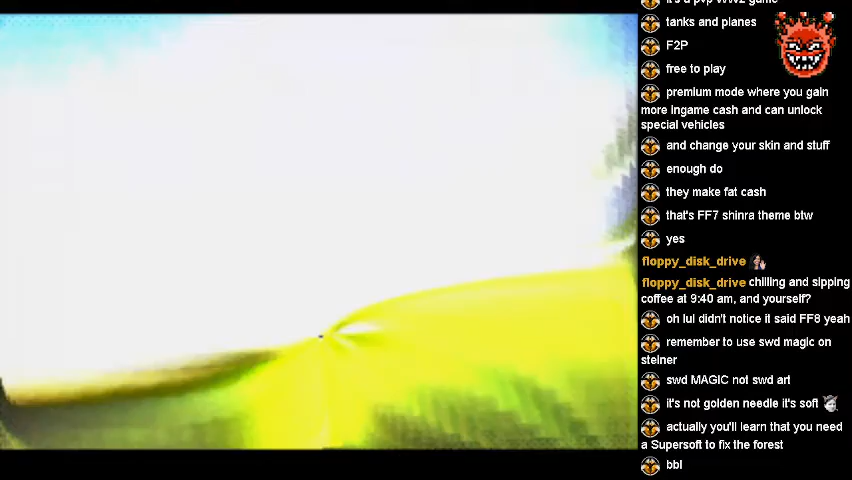 it's a pvp WW2 game
tanks and planes
F2P
free to play
premium mode where you gain
more ingame cash and can unlock
special vehicles
and change your skin and stuff
enough do
they make fat cash
that's FF7 shinra theme btw
yes
floppy_disk_drive
floppy_disk_drive chilling and sipping
coffee at 9:40 am, and yourself?
oh lul didn't notice it said FF8 yeah
remember to use swd magic on
steiner
swd MAGIC not swd art
it's not golden needle it's soft
actually you'll learn that you need
a Supersoft to fix the forest
bbl